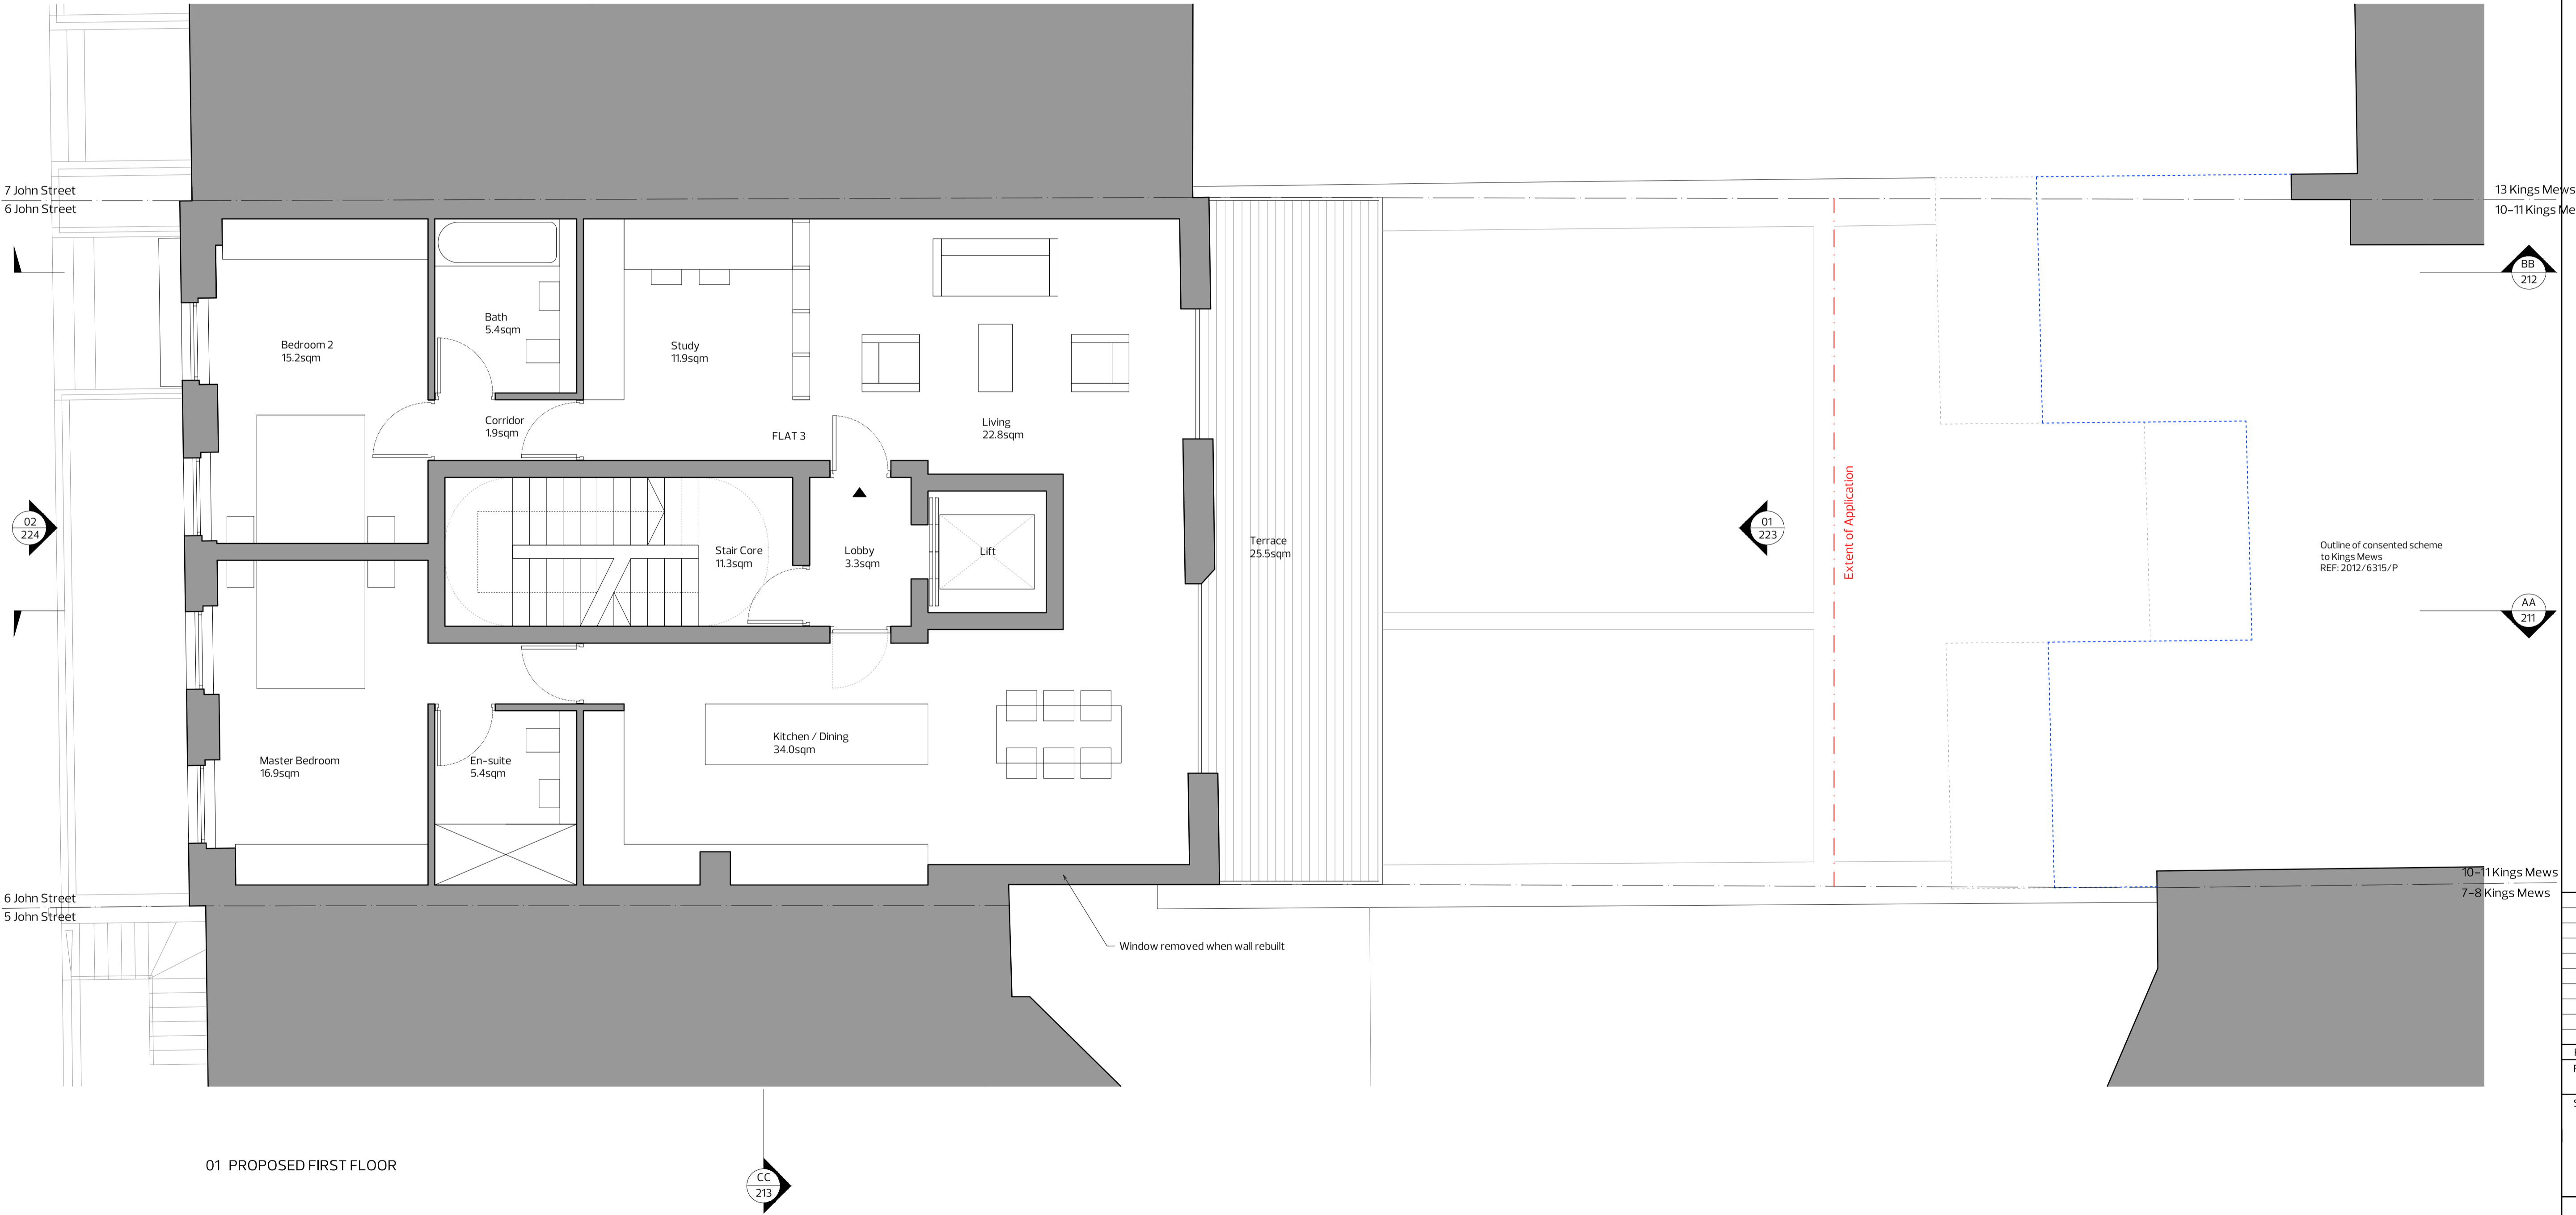 7 John Street
6 John Street
13 Kings Mews
10-11 Kings Me
BB
212
Bath
5.4sqm
Bedroom 2
15.2sqm
Study
11.9sqm
Corridor
1.9sqm
FLAT 3
Living
22.8sqm
02
224
Stair Core
11.3sqm
Lobby
3.3sqm
Lift
Terrace
25.5sqm
01
223
Extent of Application
Outline of consented scheme
to Kings Mews
REF: 2012/6315/P
AA
211
Master Bedroom
16.9sqm
En-suite
5.4sqm
Kitchen / Dining
34.0sqm
6 John Street
5 John Street
10-11 Kings Mews
7-8 Kings Mews
Window removed when wall rebuilt
01 PROPOSED FIRST FLOOR
CC
213